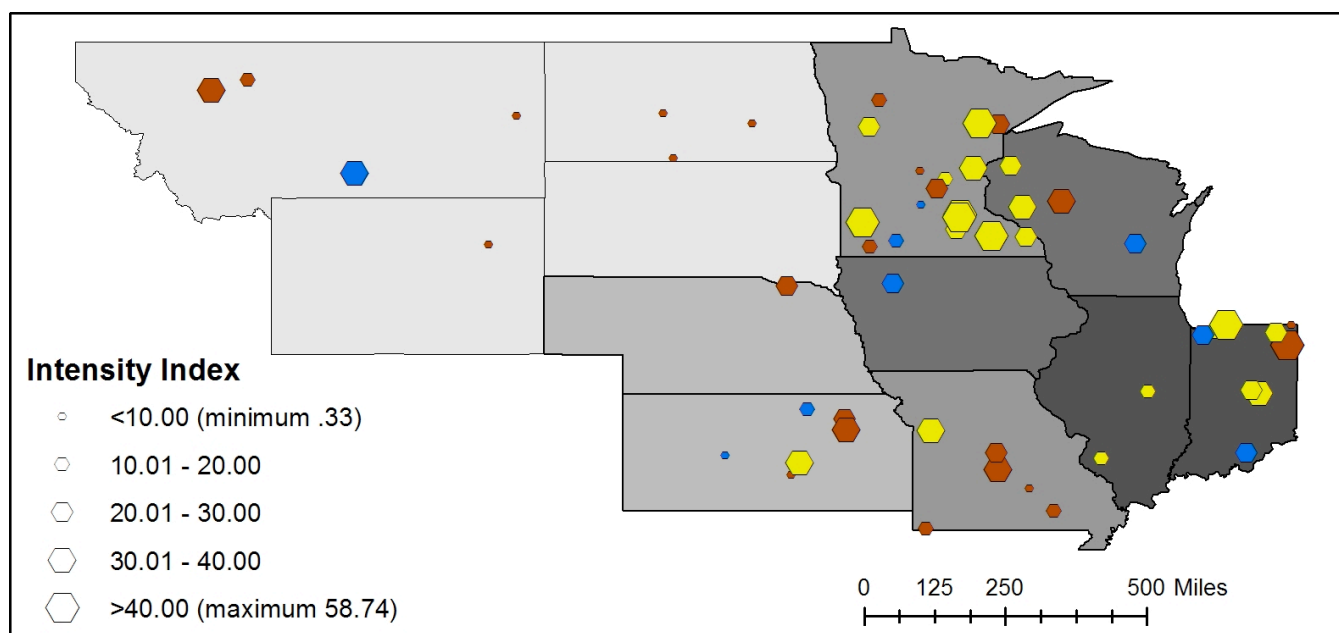 Intensity Index
<10.00 (minimum .33)
10.01 - 20.00
20.01 - 30.00
30.01 - 40.00
>40.00 (maximum 58.74)
0 125 250 500 Miles